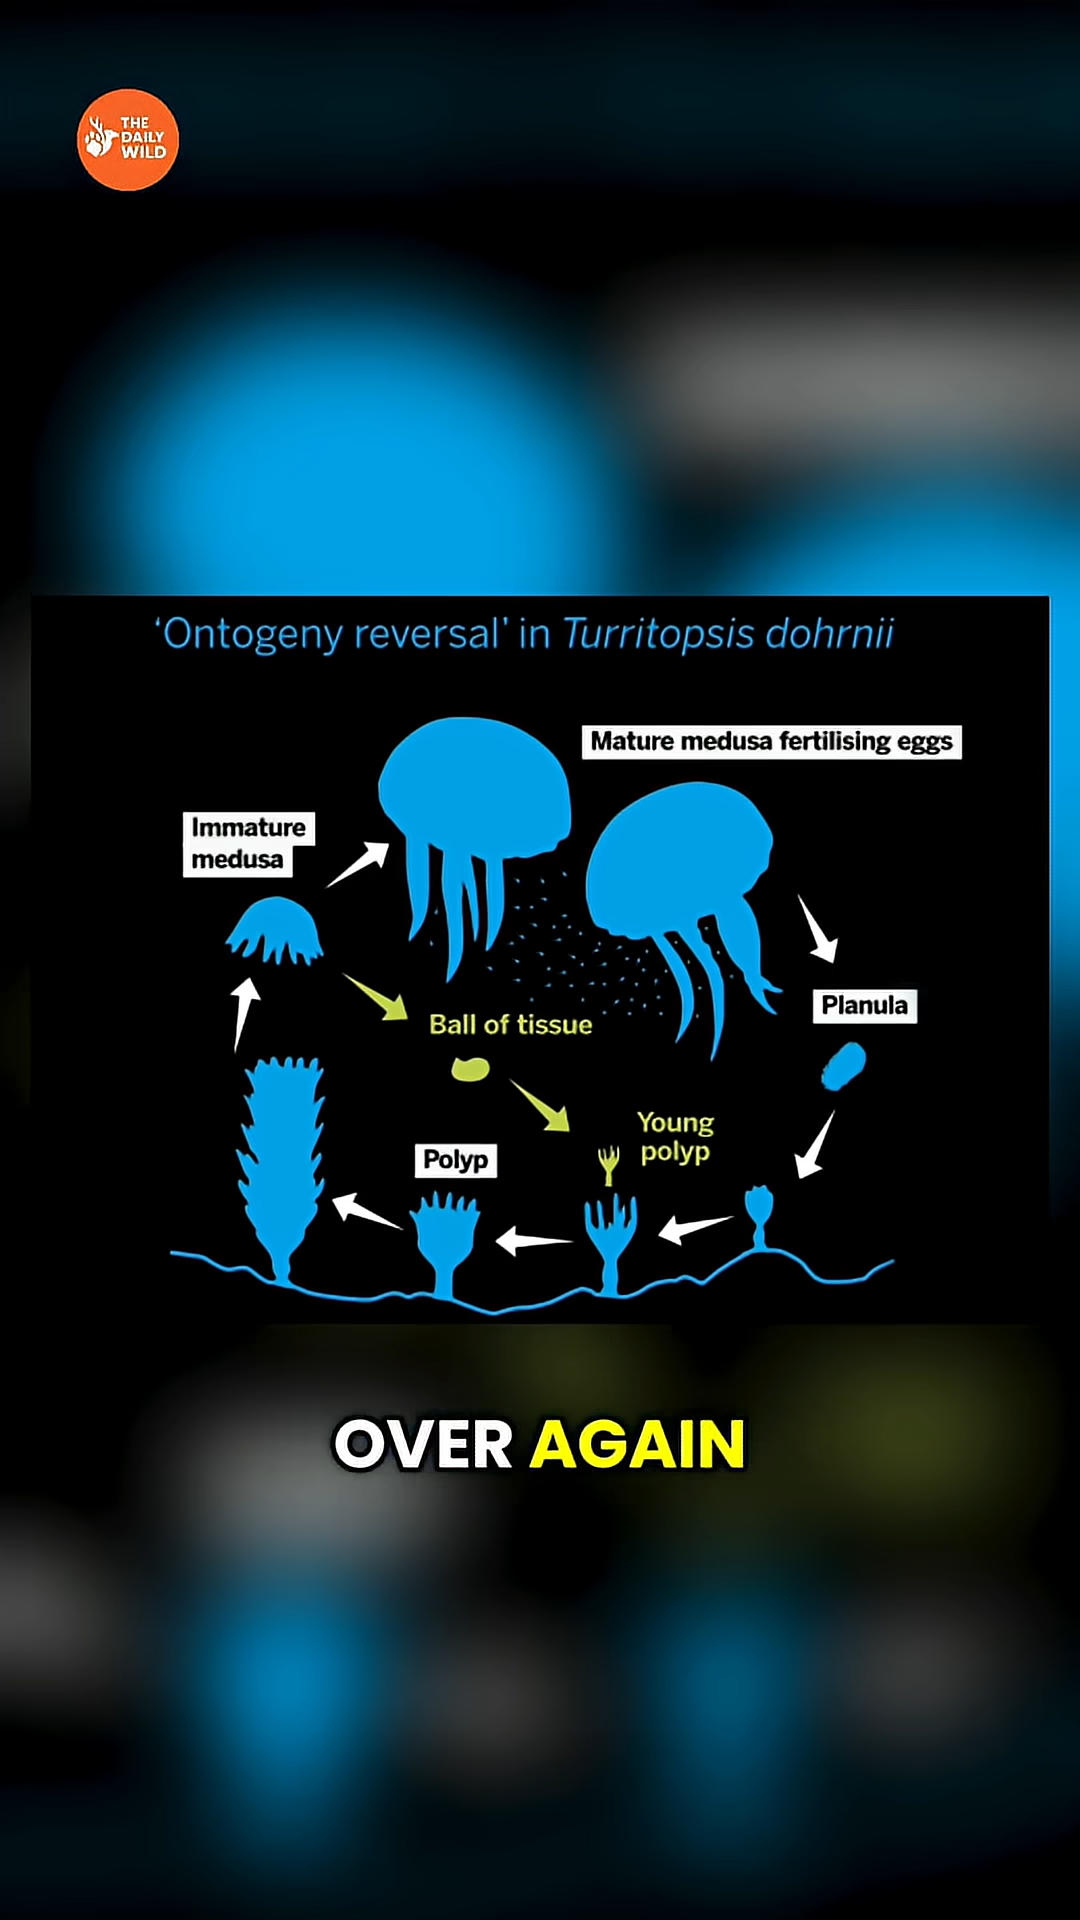 THE
DAILY
WILD
‘Ontogeny reversal’ in Turritopsis dohrnii
Mature medusa fertilising eggs
Immature
medusa
Planula
Ball of tissue
Young
polyp
Polyp
OVER AGAIN